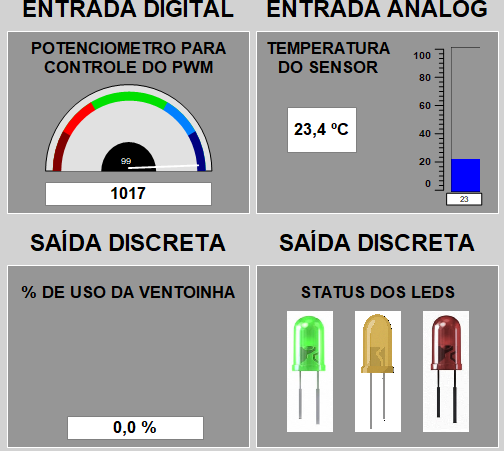 ENTRADA DIGITAL
ENTRADA ANALOG
POTENCIOMETRO PARA
CONTROLE DO PWM
99
1017
TEMPERATURA
DO SENSOR
23,4 ºC
100
80
60
40
20
0
23
SAÍDA DISCRETA
SAÍDA DISCRETA
% DE USO DA VENTOINHA
0,0 %
STATUS DOS LEDS